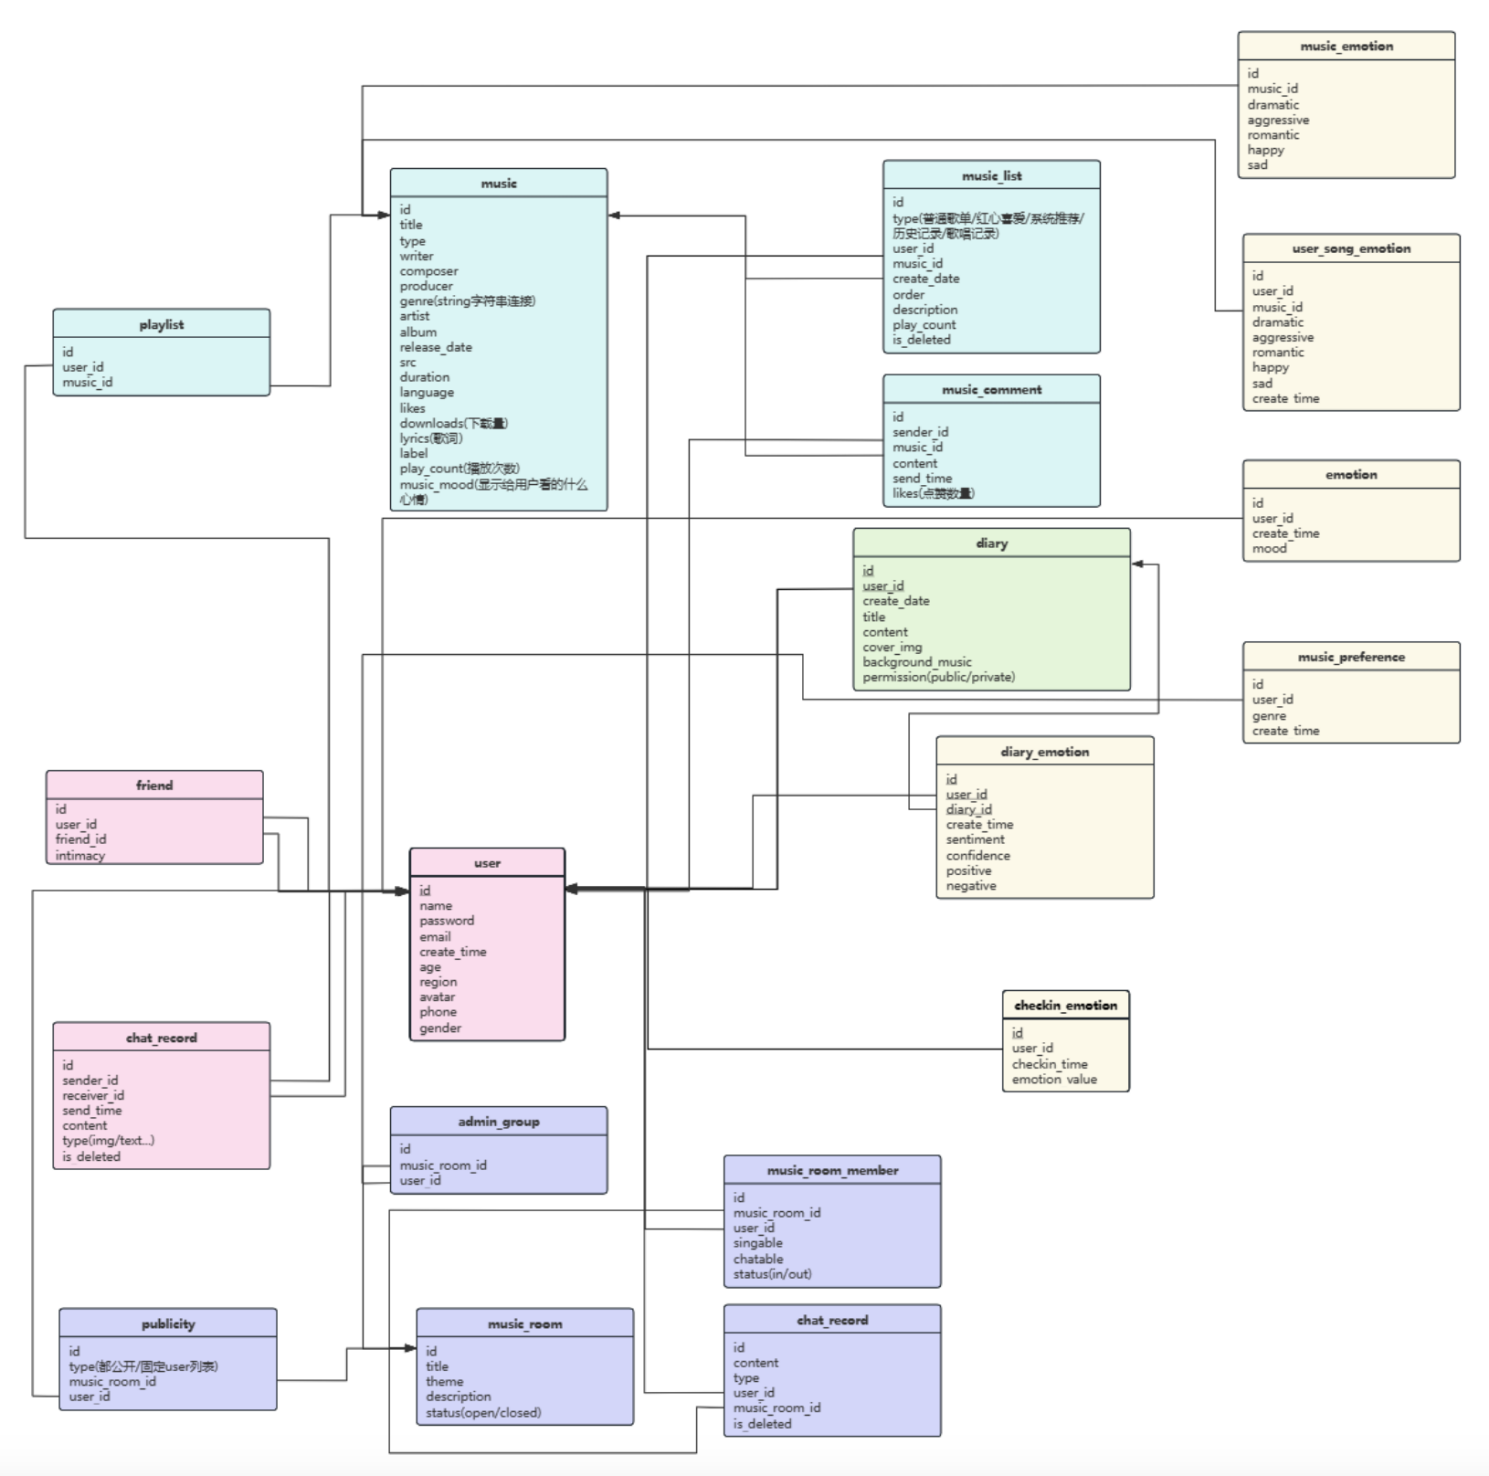 music_emotion
id
music_id
dramatic
aggressive
romantic
happy
sad
music
id
title
type
writer
composer
producer
genre(string字符串连接)
artist
album
release_date
src
duration
language
likes
downloads(下载量)
lyrics(歌词)
label
play_count(播放次数)
music_mood(显示给用户看的什么
心情)
music_list
id
type(普通歌单/红心喜爱/系统推荐/
历史记录/歌唱记录)
user_id
music_id
create_date
order
description
play_count
is_deleted
user_song_emotion
id
user_id
music_id
dramatic
aggressive
romantic
happy
sad
create time
playlist
id
user_id
music_id
music_comment
id
sender_id
music_id
content
send_time
likes(点赞数量)
emotion
id
user_id
create_time
mood
diary
id
user_id
create_date
title
content
cover_img
background_music
permission(public/private)
music_preference
id
user_id
genre
create time
diary_emotion
id
user_id
diary_id
create_time
sentiment
confidence
positive
negative
friend
id
user_id
friend_id
intimacy
user
id
name
password
email
create_time
age
region
avatar
phone
gender
checkin_emotion
id
user_id
checkin_time
emotion value
chat_record
id
sender_id
receiver_id
send_time
content
type(img/text...)
is deleted
admin_group
id
music_room_id
user_id
music_room_member
id
music_room_id
user_id
singable
chatable
status(in/out)
publicity
id
type(都公开/固定user列表)
music_room_id
user_id
music_room
id
title
theme
description
status(open/closed)
chat_record
id
content
type
user_id
music_room_id
is_deleted